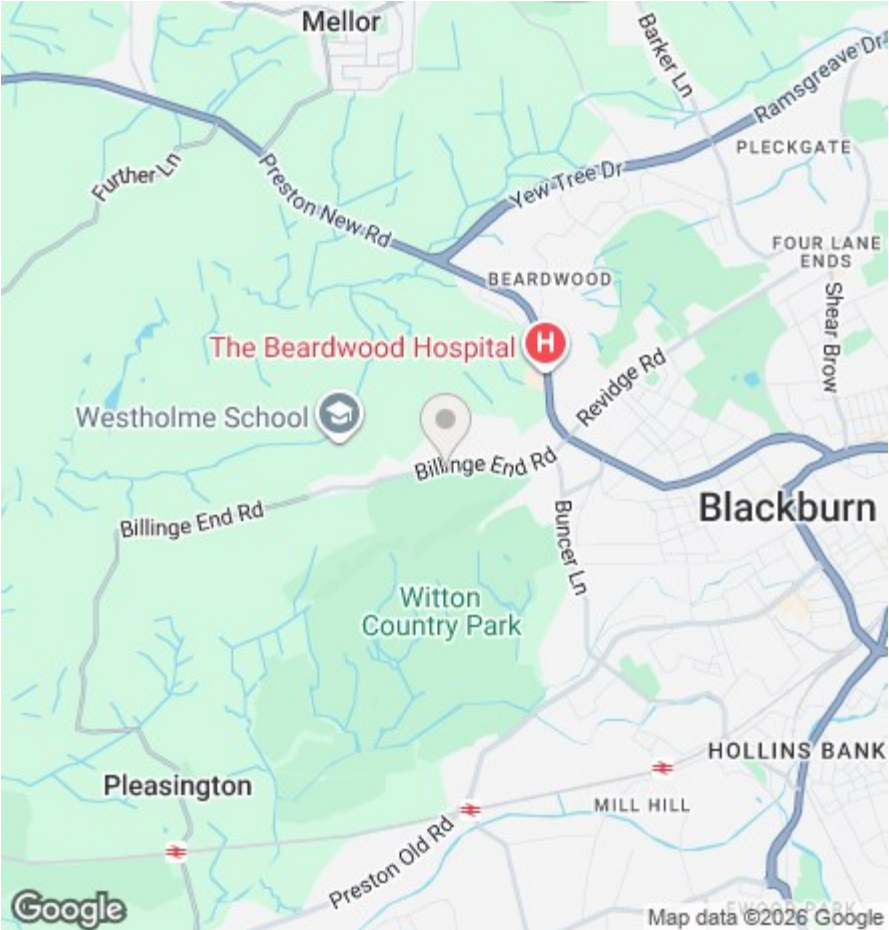 Mellor
Barker Ln
Ramsgreave Dr
PLECKGATE
Further Ln
Preston New Rd
Yew Tree Dr
FOUR LANE
ENDS
BEARDWOOD
Shear Brow
The Beardwood Hospital
H
Revidge Rd
Westholme School
Billinge End Rd
Blackburn
Billinge End Rd
Buncer Ln
Witton
Country Park
HOLLINS BANK
Pleasington
MILL HILL
Preston Old Rd
EWOOD PARK
Google
Map data ©2026 Google